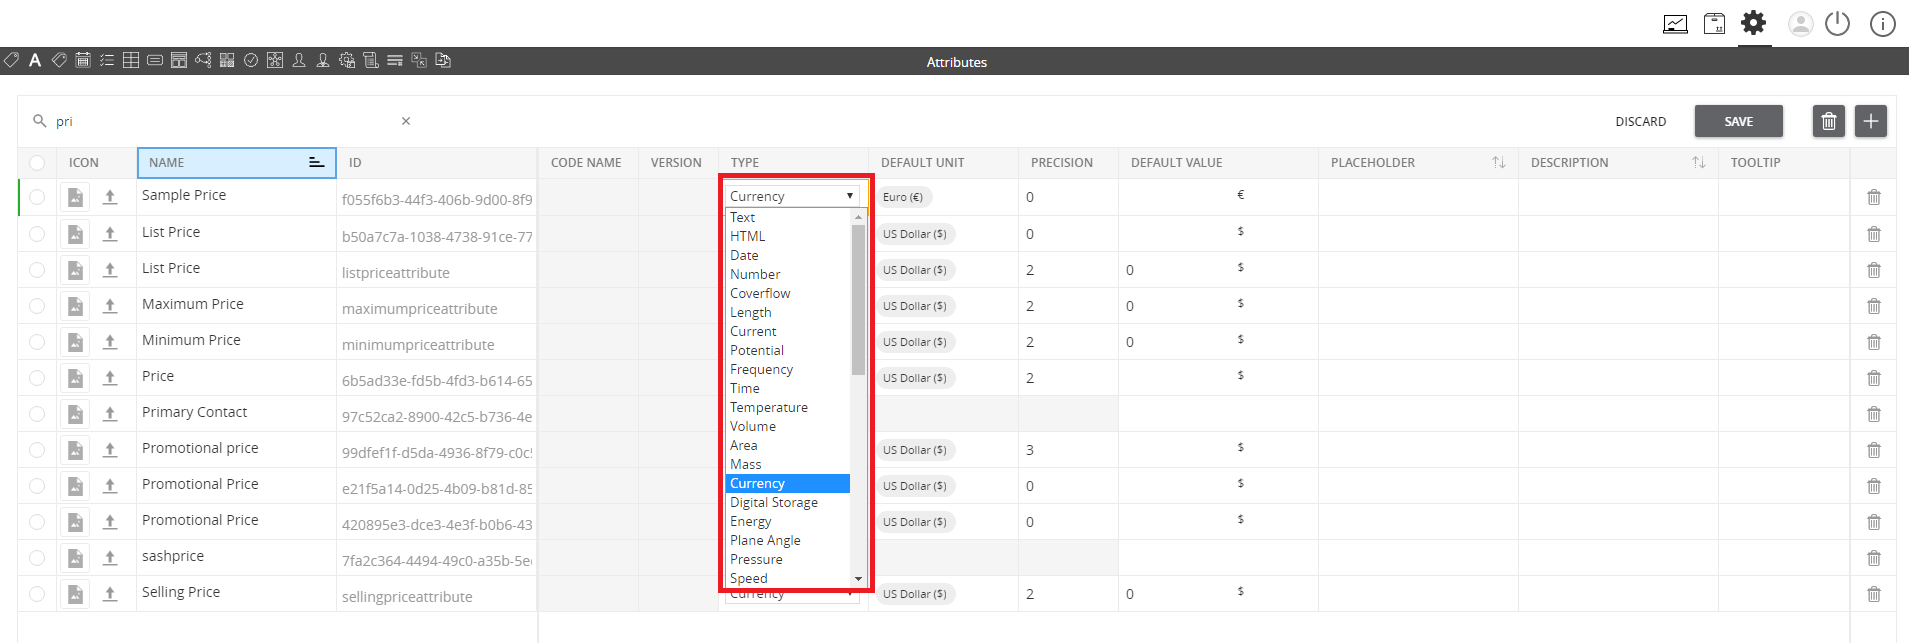 Attributes
pri
DISCARD SAVE
ICON NAME ID CODE NAME VERSION TYPE DEFAULT UNIT PRECISION DEFAULT VALUE PLACEHOLDER DESCRIPTION TOOLTIP
Sample Price f055f6b3-44f3-406b-9d00-8f9 Currency Euro (€) 0 €
List Price b50a7c7a-1038-4738-91ce-77 US Dollar ($) 0 $
List Price listpriceattribute US Dollar ($) 2 0 $
Maximum Price maximumpriceattribute US Dollar ($) 2 0 $
Minimum Price minimumpriceattribute US Dollar ($) 2 0 $
Price 6b5ad33e-fd5b-4fd3-b614-65 US Dollar ($) 2 $
Primary Contact 97c52ca2-8900-42c5-b736-4e
Promotional price 99dfef1f-d5da-4936-8f79-c0c5 US Dollar ($) 3 $
Promotional Price e21f5a14-0d25-4b09-b81d-85 US Dollar ($) 0 $
Promotional Price 420895e3-dce3-4e3f-b0b6-43 US Dollar ($) 0 $
sashprice 7fa2c364-4494-49c0-a35b-5e
Selling Price sellingpriceattribute Currency US Dollar ($) 2 0 $
Text
HTML
Date
Number
Coverflow
Length
Current
Potential
Frequency
Time
Temperature
Volume
Area
Mass
Currency
Digital Storage
Energy
Plane Angle
Pressure
Speed